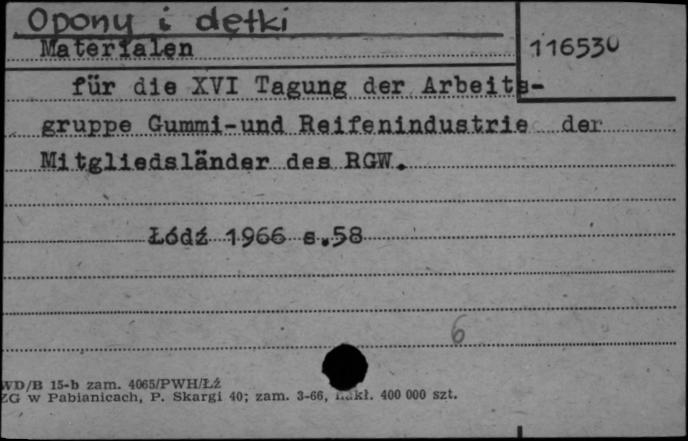 Opony i dętki
Materialen
116530
für die XVI Tagung der Arbeits-
gruppe Gummi-und Reifenindustrie der
Mitgliedsländer des RGW.
Łódź 1966 s.58
6
WD/B 15-b zam. 4065/PWH/Łź
ZG w Pabianicach, P. Skargi 40; zam. 3-66, nakł. 400 000 szt.